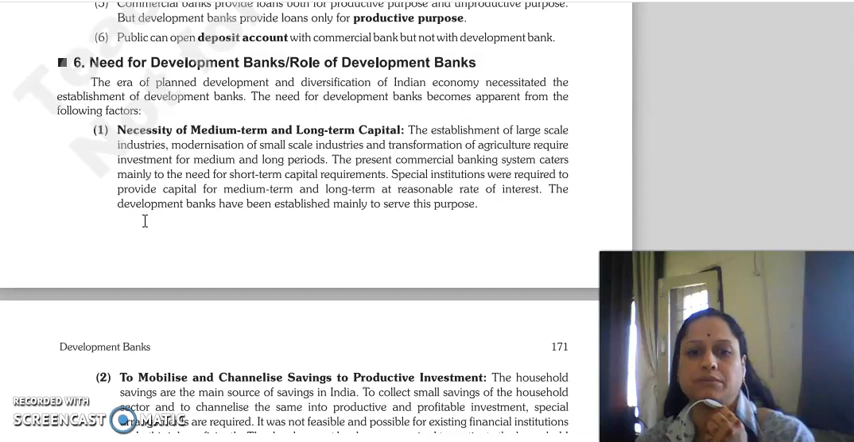 (5) Commercial banks provide loans both for productive purpose and unproductive purpose.
But development banks provide loans only for productive purpose.
(6) Public can open deposit account with commercial bank but not with development bank.
6. Need for Development Banks/Role of Development Banks
The era of planned development and diversification of Indian economy necessitated the
establishment of development banks. The need for development banks becomes apparent from the
following factors:
(1) Necessity of Medium-term and Long-term Capital: The establishment of large scale
industries, modernisation of small scale industries and transformation of agriculture require
investment for medium and long periods. The present commercial banking system caters
mainly to the need for short-term capital requirements. Special institutions were required to
provide capital for medium-term and long-term at reasonable rate of interest. The
development banks have been established mainly to serve this purpose.
Development Banks 171
(2) To Mobilise and Channelise Savings to Productive Investment: The household
savings are the main source of savings in India. To collect small savings of the household
sector and to channelise the same into productive and profitable investment, special
are required. It was not feasible and possible for existing financial institutions
RECORDED WITH
SCREENCAST MATIC